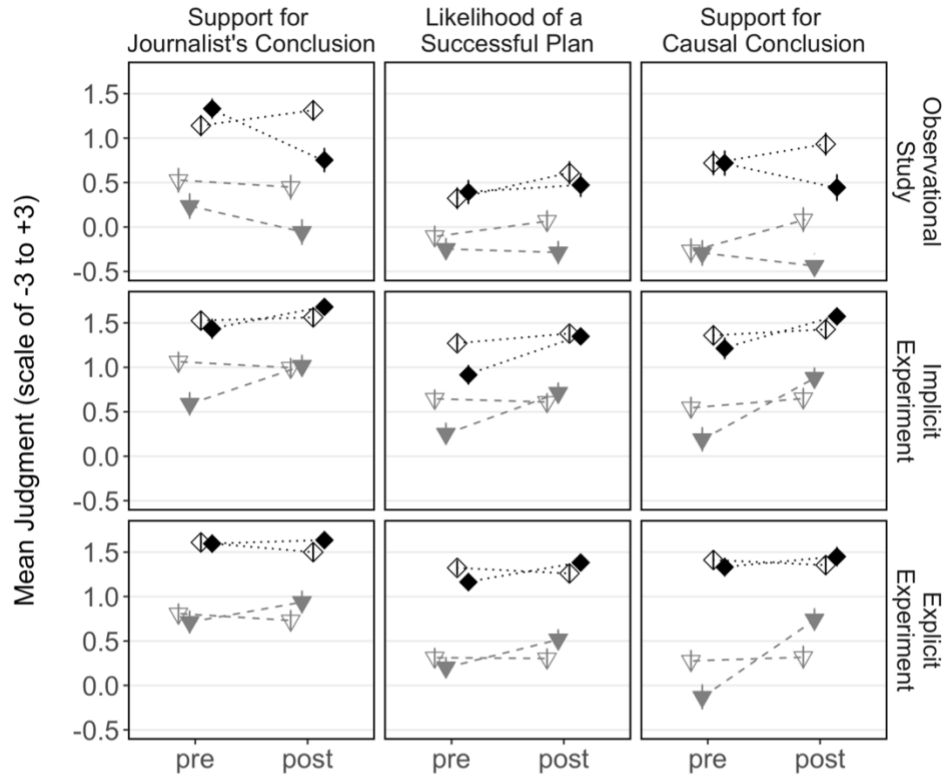 Support for
Journalist's Conclusion
Likelihood of a
Successful Plan
Support for
Causal Conclusion
Mean Judgment (scale of -3 to +3)
1.5
1.0
0.5
0.0
-0.5
Observational
Study
1.5
1.0
0.5
0.0
-0.5
Implicit
Experiment
1.5
1.0
0.5
0.0
-0.5
Explicit
Experiment
pre post
pre post
pre post